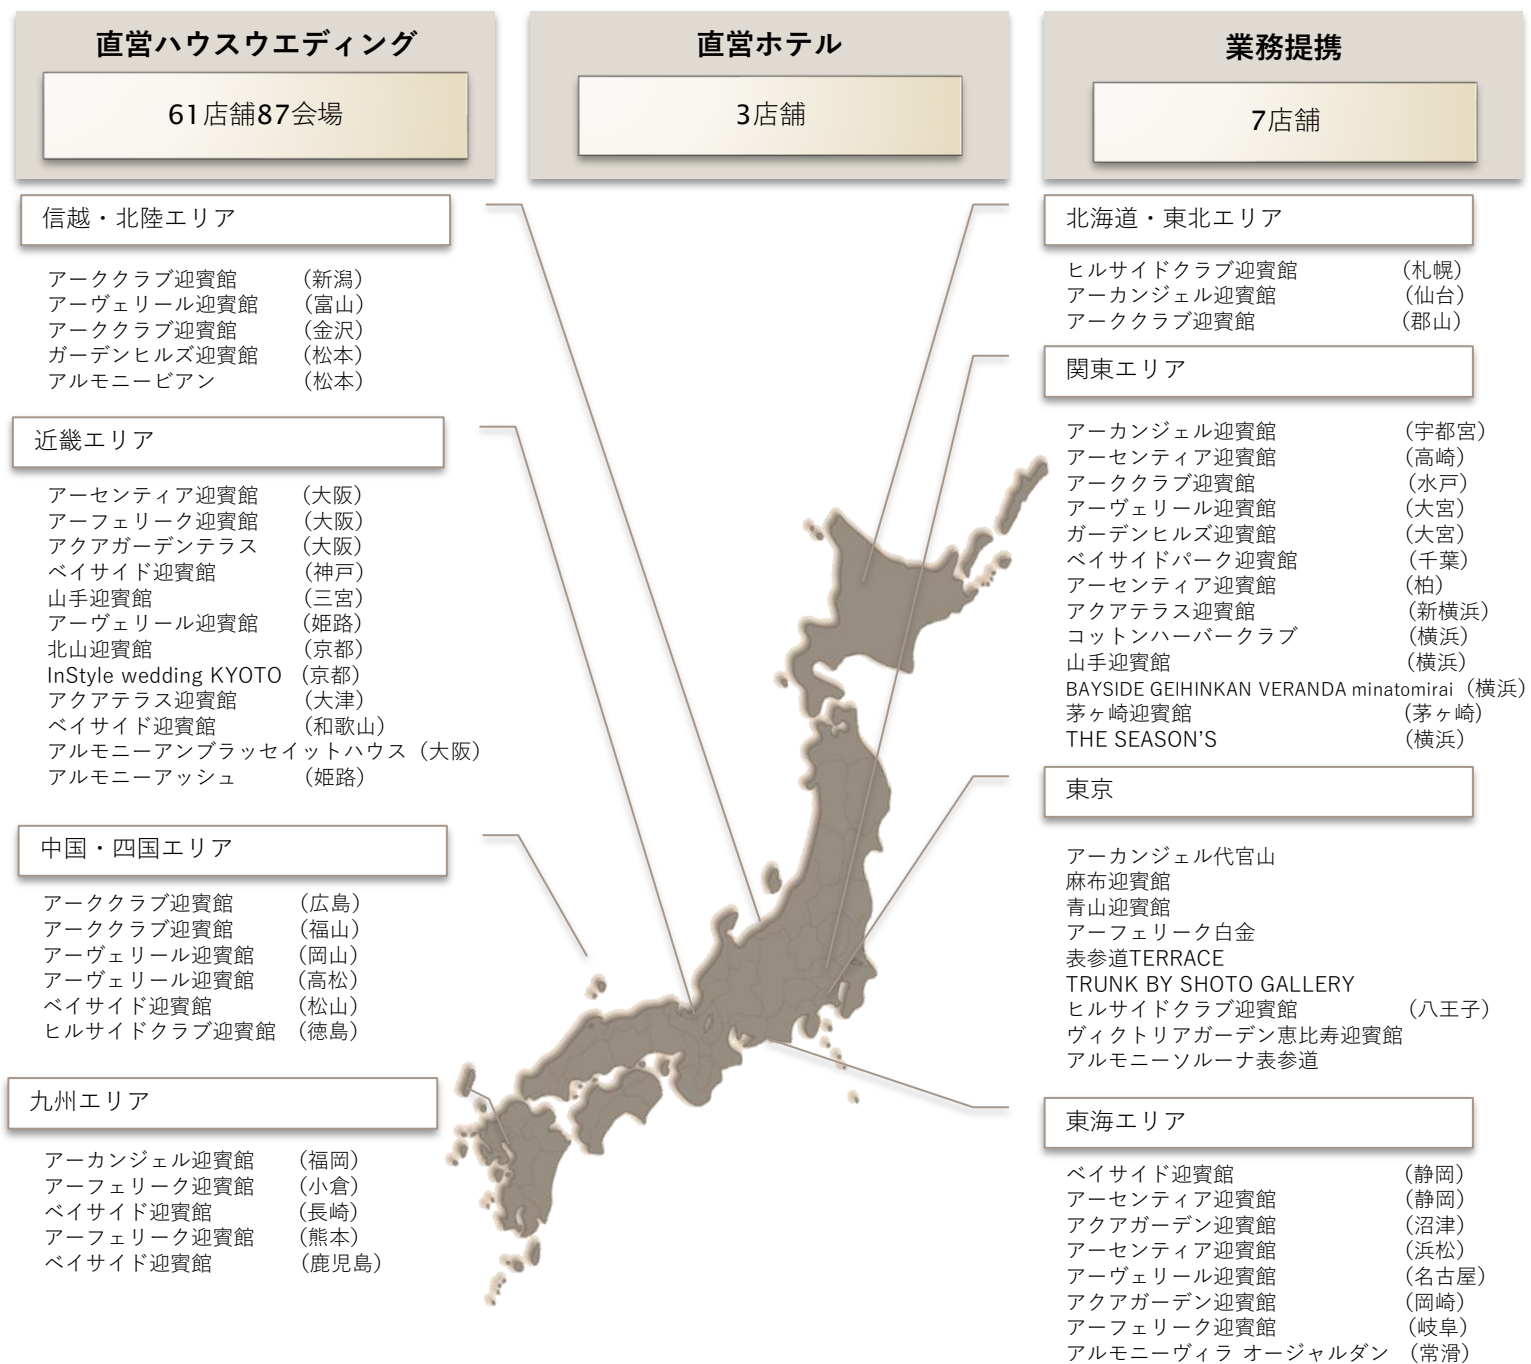 直営ハウスウエディング
61店舗87会場
直営ホテル
3店舗
業務提携
7店舗
信越・北陸エリア
アーククラブ迎賓館 （新潟）
アーヴェリール迎賓館 （富山）
アーククラブ迎賓館 （金沢）
ガーデンヒルズ迎賓館 （松本）
アルモニービアン （松本）
近畿エリア
アーセンティア迎賓館 （大阪）
アーフェリーク迎賓館 （大阪）
アクアガーデンテラス （大阪）
ベイサイド迎賓館 （神戸）
山手迎賓館 （三宮）
アーヴェリール迎賓館 （姫路）
北山迎賓館 （京都）
InStyle wedding KYOTO （京都）
アクアテラス迎賓館 （大津）
ベイサイド迎賓館 （和歌山）
アルモニーアンブラッセイットハウス（大阪）
アルモニーアッシュ （姫路）
中国・四国エリア
アーククラブ迎賓館 （広島）
アーククラブ迎賓館 （福山）
アーヴェリール迎賓館 （岡山）
アーヴェリール迎賓館 （高松）
ベイサイド迎賓館 （松山）
ヒルサイドクラブ迎賓館 （徳島）
九州エリア
アーカンジェル迎賓館 （福岡）
アーフェリーク迎賓館 （小倉）
ベイサイド迎賓館 （長崎）
アーフェリーク迎賓館 （熊本）
ベイサイド迎賓館 （鹿児島）
北海道・東北エリア
ヒルサイドクラブ迎賓館 （札幌）
アーカンジェル迎賓館 （仙台）
アーククラブ迎賓館 （郡山）
関東エリア
アーカンジェル迎賓館 （宇都宮）
アーセンティア迎賓館 （高崎）
アーククラブ迎賓館 （水戸）
アーヴェリール迎賓館 （大宮）
ガーデンヒルズ迎賓館 （大宮）
ベイサイドパーク迎賓館 （千葉）
アーセンティア迎賓館 （柏）
アクアテラス迎賓館 （新横浜）
コットンハーバークラブ （横浜）
山手迎賓館 （横浜）
BAYSIDE GEIHINKAN VERANDA minatomirai（横浜）
茅ヶ崎迎賓館 （茅ヶ崎）
THE SEASON’S （横浜）
東京
アーカンジェル代官山
麻布迎賓館
青山迎賓館
アーフェリーク白金
表参道TERRACE
TRUNK BY SHOTO GALLERY
ヒルサイドクラブ迎賓館 （八王子）
ヴィクトリアガーデン恵比寿迎賓館
アルモニーソルーナ表参道
東海エリア
ベイサイド迎賓館 （静岡）
アーセンティア迎賓館 （静岡）
アクアガーデン迎賓館 （沼津）
アーセンティア迎賓館 （浜松）
アーヴェリール迎賓館 （名古屋）
アクアガーデン迎賓館 （岡崎）
アーフェリーク迎賓館 （岐阜）
アルモニーヴィラ オージャルダン （常滑）